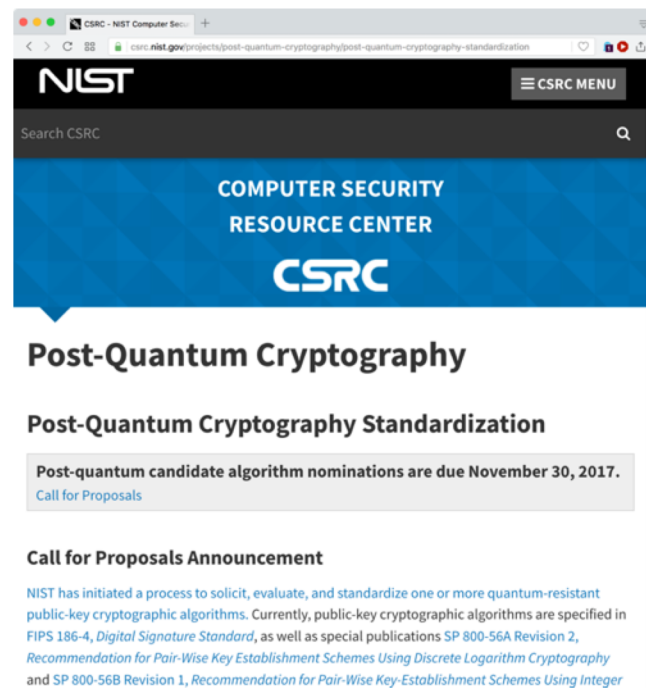 CSRC - NIST Computer Secu
csrc.nist.gov/projects/post-quantum-cryptography/post-quantum-cryptography-standardization
NIST
CSRC MENU
Search CSRC
COMPUTER SECURITY
RESOURCE CENTER
CSRC
Post-Quantum Cryptography
Post-Quantum Cryptography Standardization
Post-quantum candidate algorithm nominations are due November 30, 2017.
Call for Proposals
Call for Proposals Announcement
NIST has initiated a process to solicit, evaluate, and standardize one or more quantum-resistant
public-key cryptographic algorithms. Currently, public-key cryptographic algorithms are specified in
FIPS 186-4, Digital Signature Standard, as well as special publications SP 800-56A Revision 2,
Recommendation for Pair-Wise Key Establishment Schemes Using Discrete Logarithm Cryptography
and SP 800-56B Revision 1, Recommendation for Pair-Wise Key-Establishment Schemes Using Integer